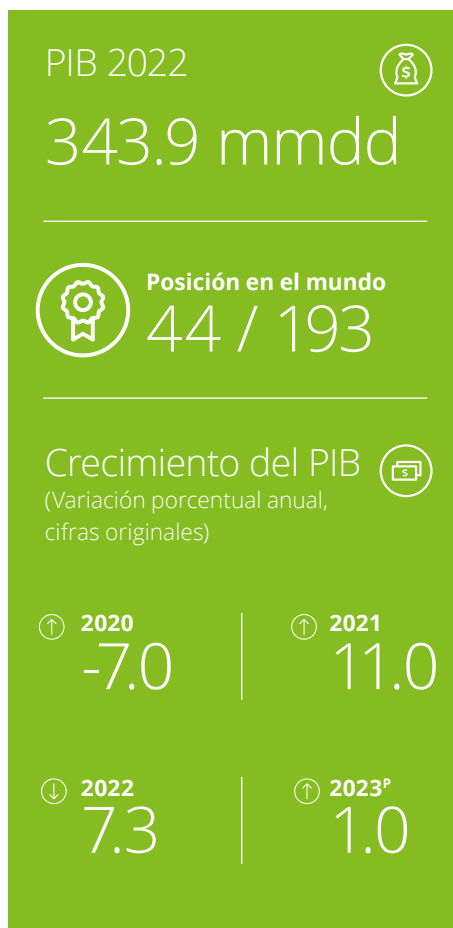 PIB 2022
343.9 mmdd
Posición en el mundo
44 / 193
Crecimiento del PIB
(Variación porcentual anual,
cifras originales)
2020
-7.0
2021
11.0
2022
7.3
2023ᴾ
1.0